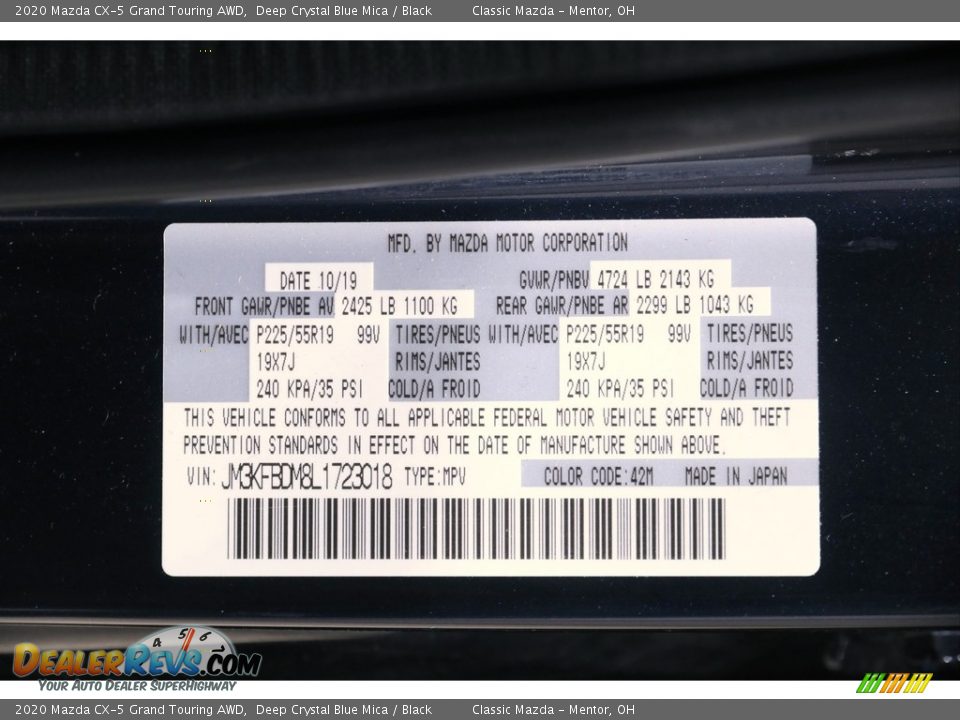 2020 Mazda CX-5 Grand Touring AWD, Deep Crystal Blue Mica / Black Classic Mazda - Mentor, OH
MFD. BY MAZDA MOTOR CORPORATION
DATE 10/19 GVWR/PNBV 4724 LB 2143 KG
FRONT GAWR/PNBE AV 2425 LB 1100 KG REAR GAWR/PNBE AR 2299 LB 1043 KG
WITH/AVEC P225/55R19 99V TIRES/PNEUS WITH/AVEC P225/55R19 99V TIRES/PNEUS
19X7J RIMS/JANTES 19X7J RIMS/JANTES
240 KPA/35 PSI COLD/A FROID 240 KPA/35 PSI COLD/A FROID
THIS VEHICLE CONFORMS TO ALL APPLICABLE FEDERAL MOTOR VEHICLE SAFETY AND THEFT
PREVENTION STANDARDS IN EFFECT ON THE DATE OF MANUFACTURE SHOWN ABOVE.
VIN: JM3KFBDM8L1723018 TYPE:MPV COLOR CODE:42M MADE IN JAPAN
4 5 6 7
DealerRevs.com
Your Auto Dealer SuperHighway
2020 Mazda CX-5 Grand Touring AWD, Deep Crystal Blue Mica / Black Classic Mazda - Mentor, OH